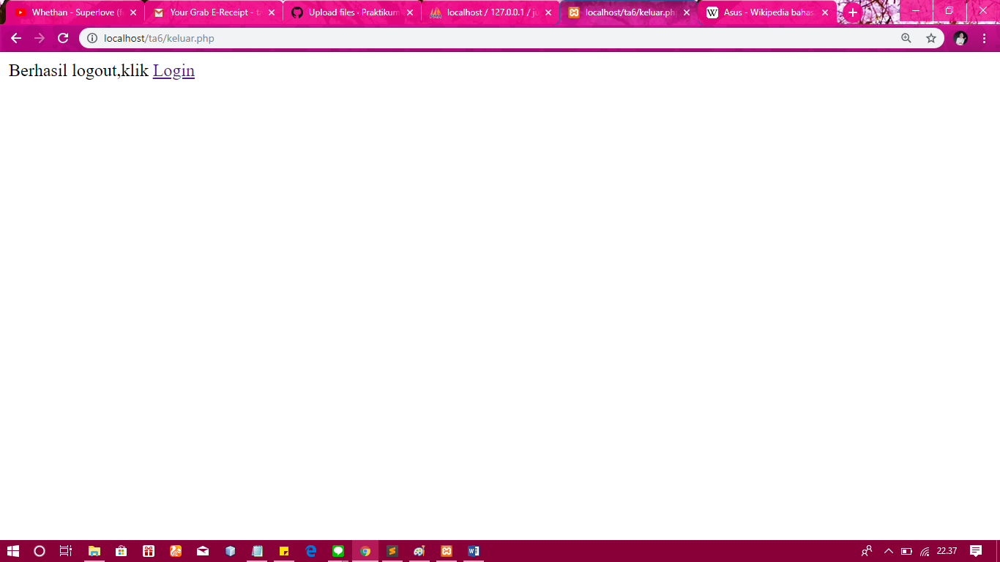 Whethan - Superlove (f
Your Grab E-Receipt - ta
Upload files · Praktikum
localhost / 127.0.0.1 / ju
localhost/ta6/keluar.ph
Asus - Wikipedia bahas
localhost/ta6/keluar.php
Berhasil logout,klik Login
22.37